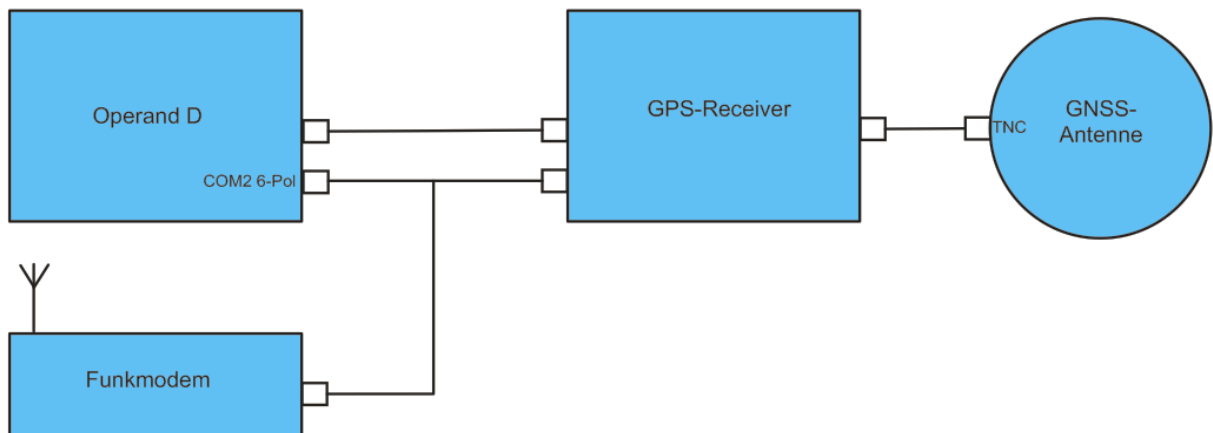 Operand D
COM2 6-Pol
GPS-Receiver
TNC
GNSS-
Antenne
Funkmodem